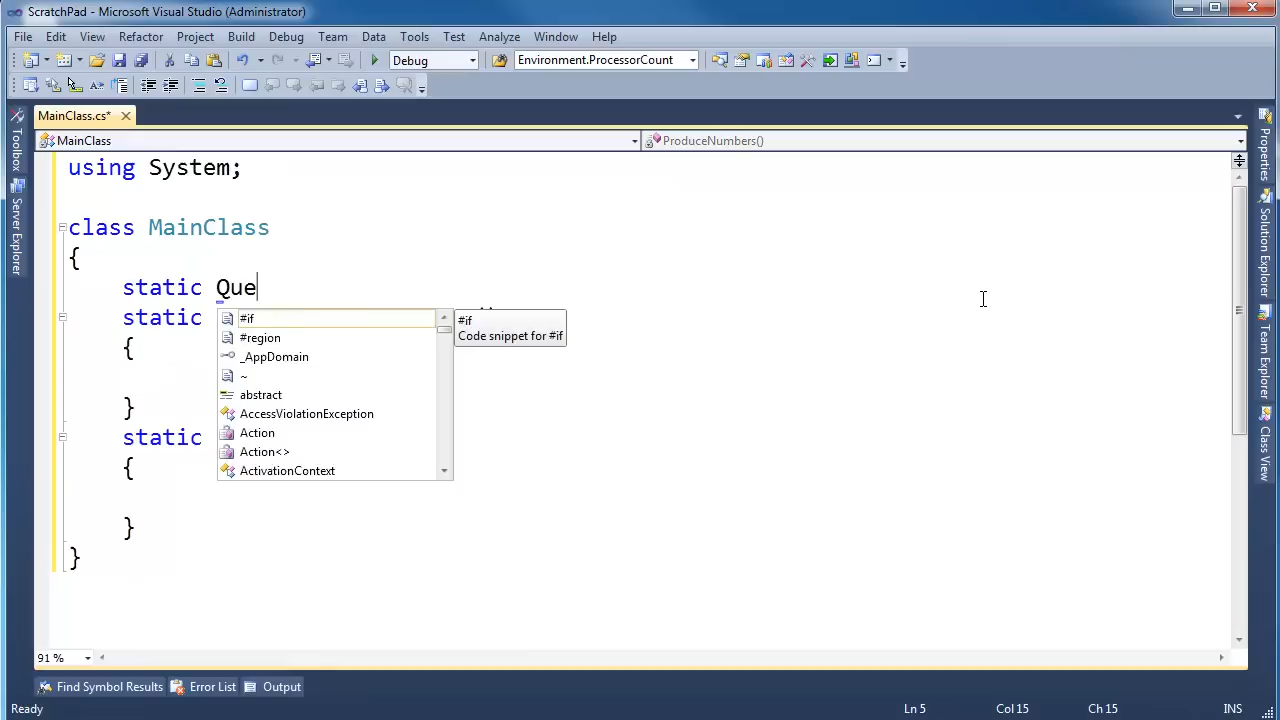 ScratchPad - Microsoft Visual Studio (Administrator)
File Edit View Refactor Project Build Debug Team Data Tools Test Analyze Window Help
Debug Environment.ProcessorCount
MainClass.cs*
MainClass ProduceNumbers()
Toolbox
Server Explorer
using System;
class MainClass
{
static Que
static
{
}
static
{
}
}
#if
#region
_AppDomain
~
abstract
AccessViolationException
Action
Action<>
ActivationContext
#if
Code snippet for #if
Properties
Solution Explorer
Team Explorer
Class View
91 %
Find Symbol Results Error List Output
Ready Ln 5 Col 15 Ch 15 INS